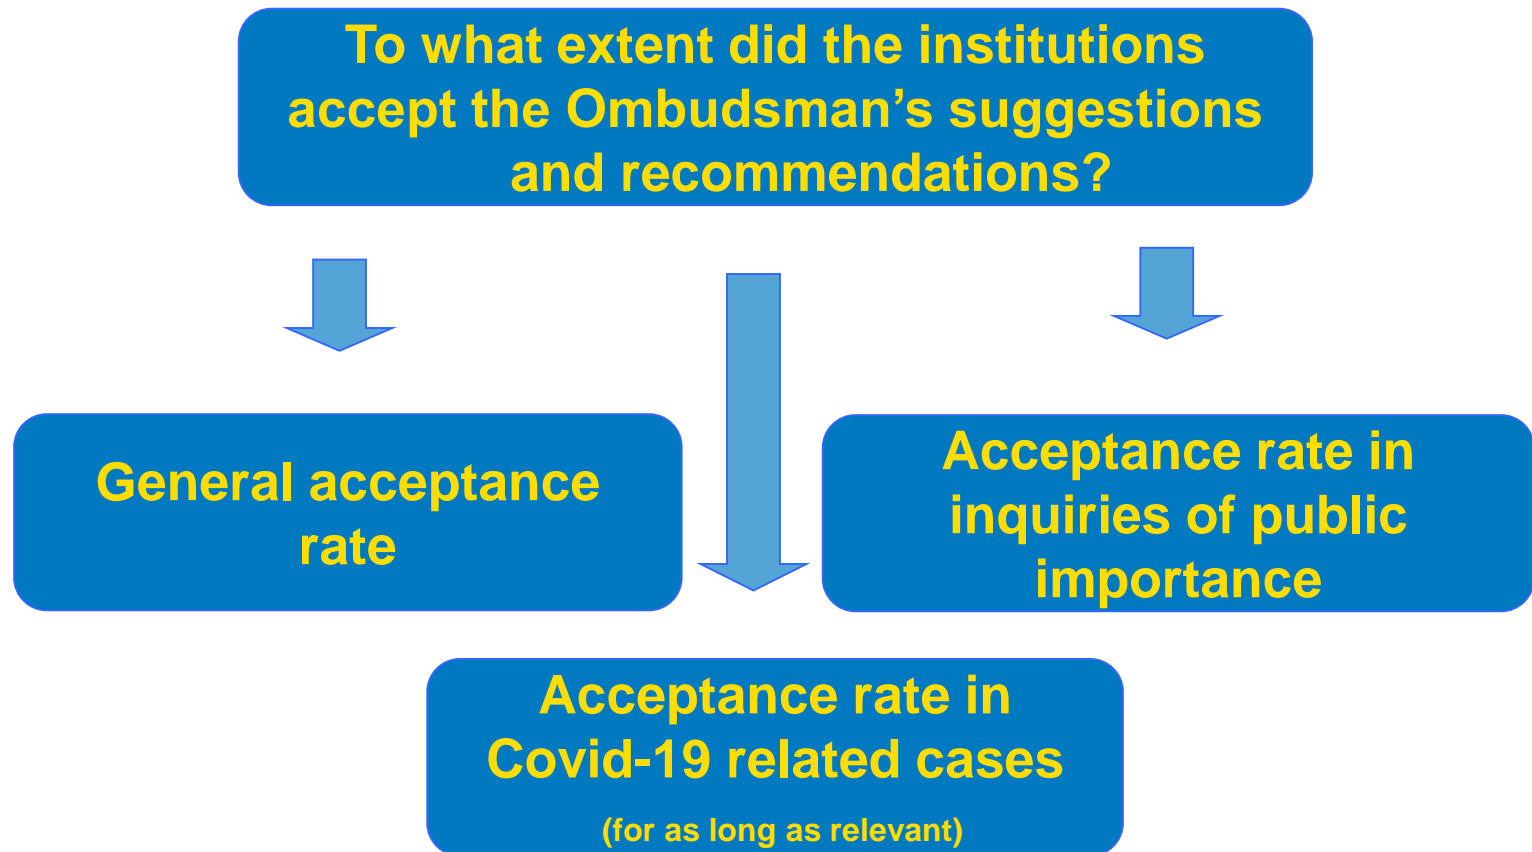 To what extent did the institutions
accept the Ombudsman’s suggestions
and recommendations?
General acceptance
rate
Acceptance rate in
inquiries of public
importance
Acceptance rate in
Covid-19 related cases
(for as long as relevant)